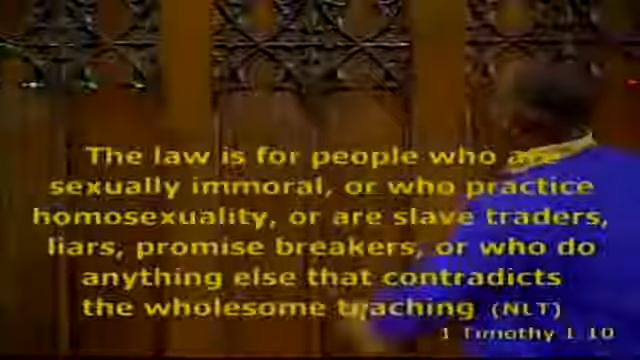 The law is for people who are
sexually immoral, or who practice
homosexuality, or are slave traders,
liars, promise breakers, or who do
anything else that contradicts
the wholesome teaching (NLT)
1 Timothy 1 10